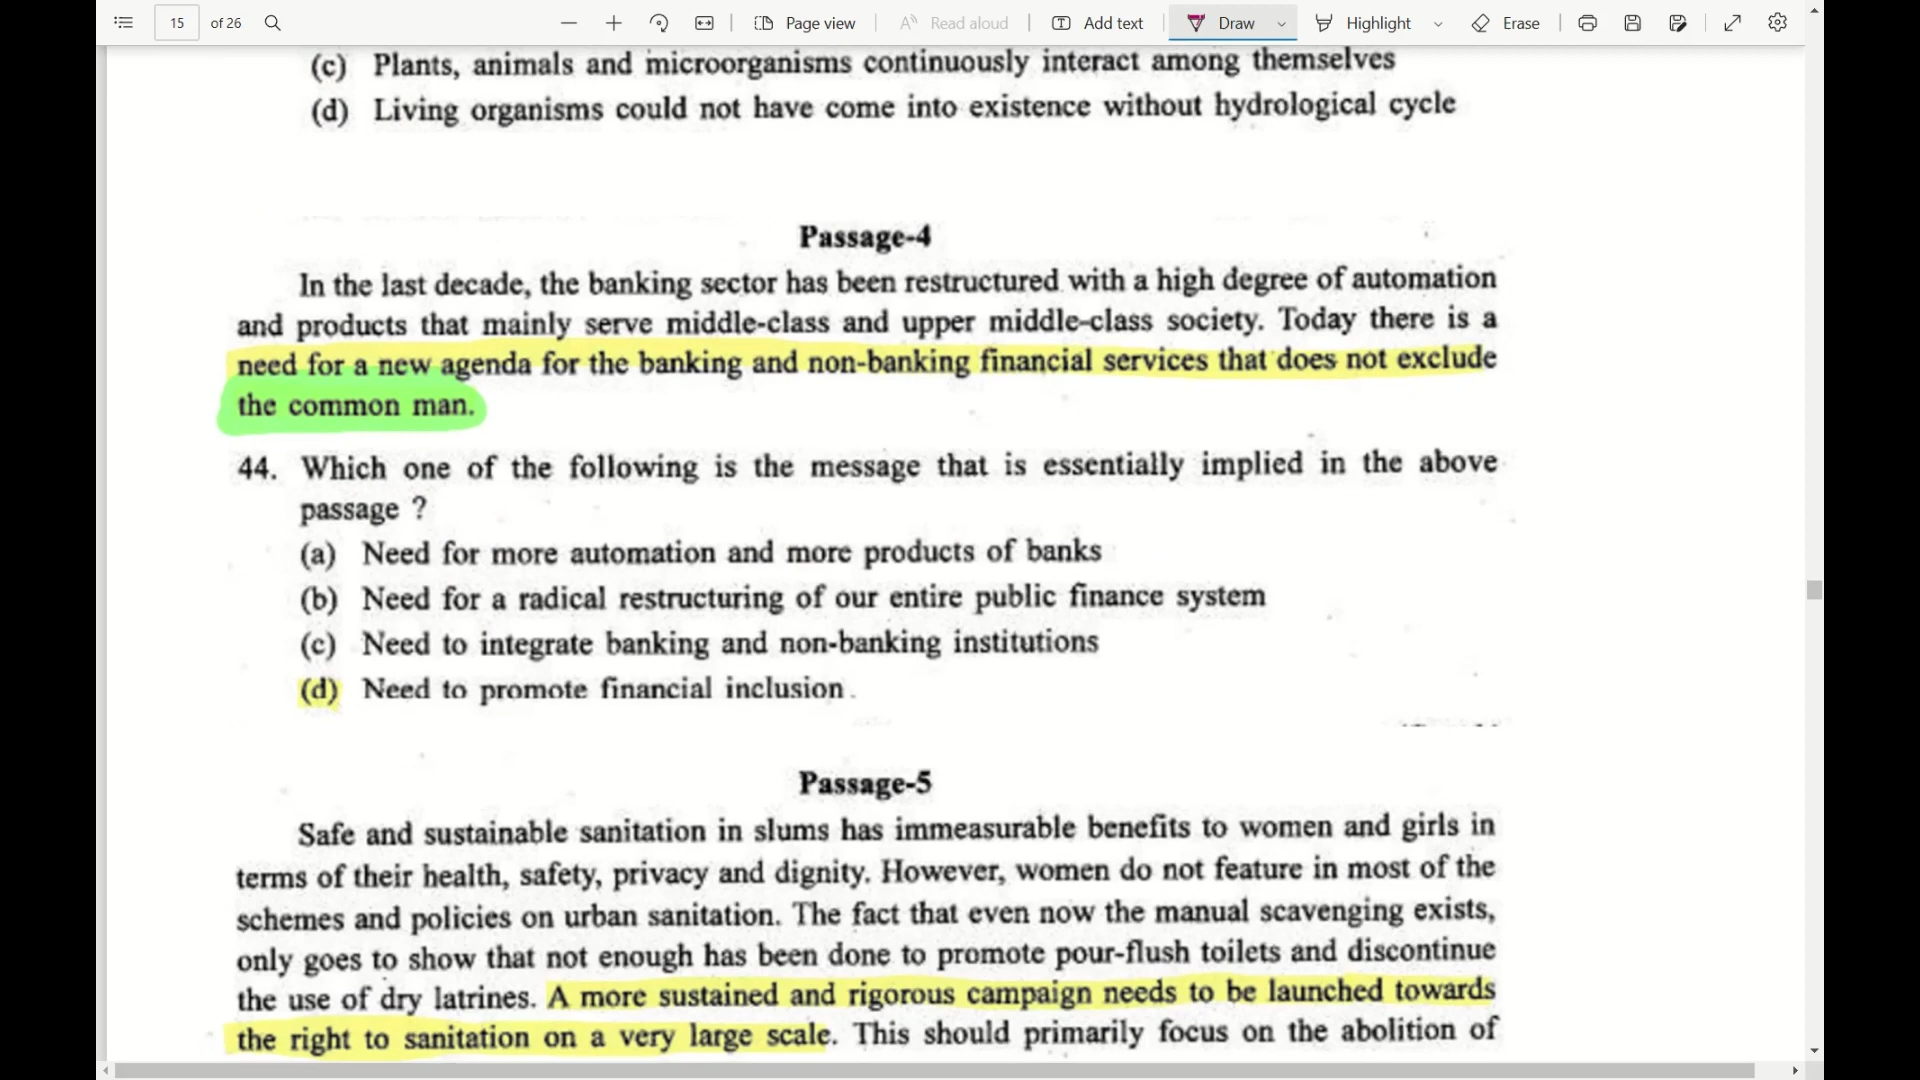 15 of 26 Page view Read aloud Add text Draw Highlight Erase
(c) Plants, animals and microorganisms continuously interact among themselves
(d) Living organisms could not have come into existence without hydrological cycle
Passage-4
In the last decade, the banking sector has been restructured with a high degree of automation
and products that mainly serve middle-class and upper middle-class society. Today there is a
need for a new agenda for the banking and non-banking financial services that does not exclude
the common man.
44. Which one of the following is the message that is essentially implied in the above
passage ?
(a) Need for more automation and more products of banks
(b) Need for a radical restructuring of our entire public finance system
(c) Need to integrate banking and non-banking institutions
(d) Need to promote financial inclusion
Passage-5
Safe and sustainable sanitation in slums has immeasurable benefits to women and girls in
terms of their health, safety, privacy and dignity. However, women do not feature in most of the
schemes and policies on urban sanitation. The fact that even now the manual scavenging exists,
only goes to show that not enough has been done to promote pour-flush toilets and discontinue
the use of dry latrines. A more sustained and rigorous campaign needs to be launched towards
the right to sanitation on a very large scale. This should primarily focus on the abolition of